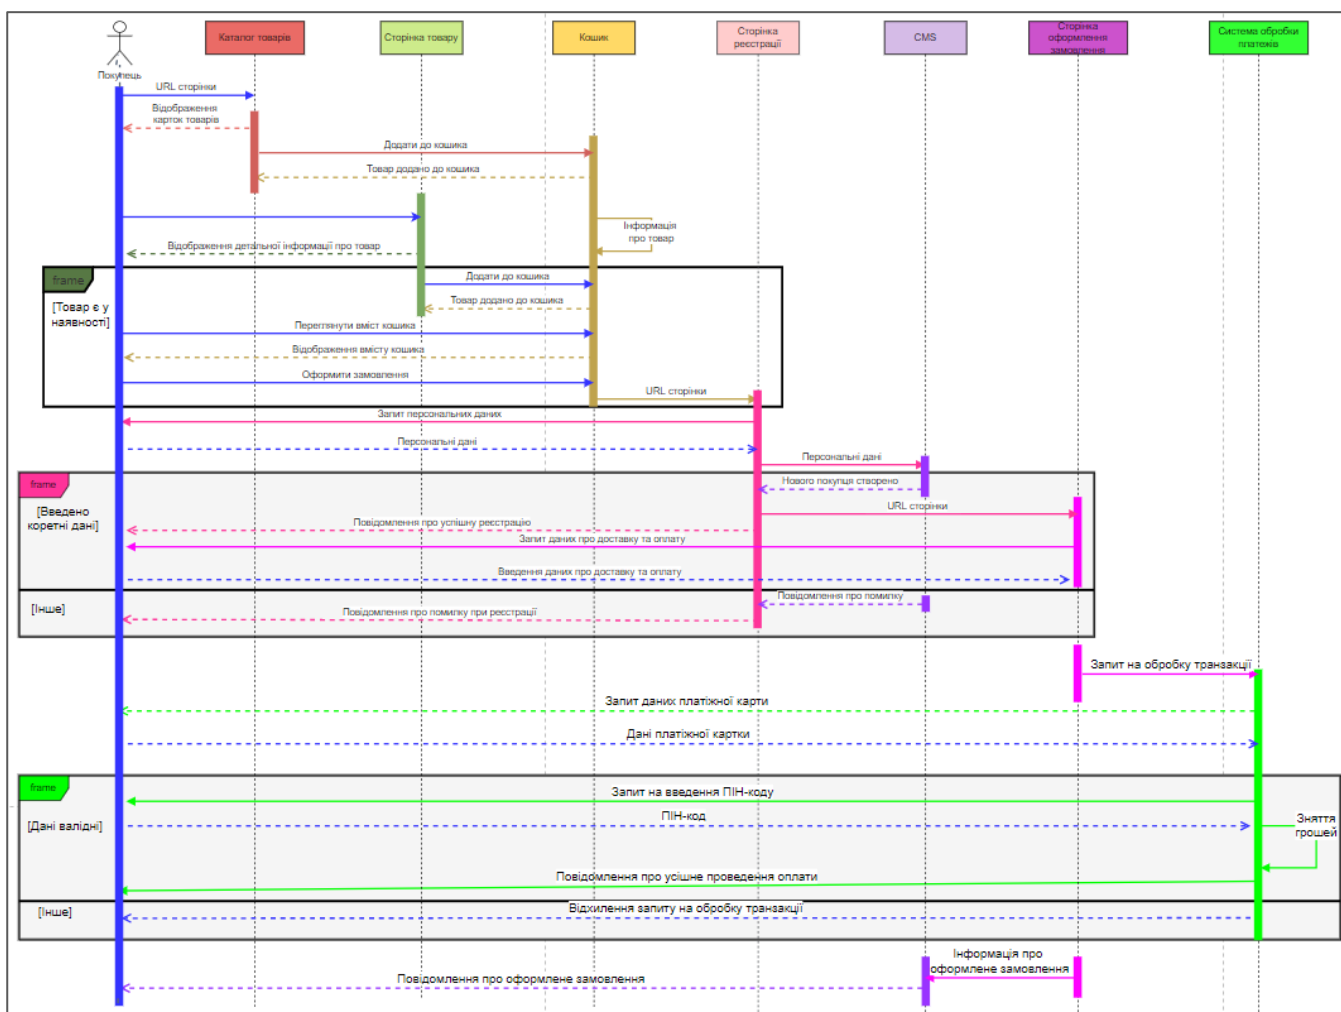 Каталог товарів
Сторінка товару
Кошик
Сторінка
реєстрації
CMS
Сторінка
оформлення
замовлення
Система обробки
платежів
Покупець
URL сторінки
Відображення
карток товарів
Додати до кошика
Товар додано до кошика
Інформація
про товар
Відображення детальної інформації про товар
frame
Додати до кошика
[Товар є у
наявності]
Товар додано до кошика
Переглянути вміст кошика
Відображення вмісту кошика
Оформити замовлення
URL сторінки
Запит персональних даних
Персональні дані
Персональні дані
frame
Нового покупця створено
[Введено
коретні дані]
URL сторінки
Повідомлення про успішну реєстрацію
Запит даних про доставку та оплату
Введення даних про доставку та оплату
[Інше]
Повідомлення про помилку
Повідомлення про помилку при реєстрації
Запит на обробку транзакції
Запит даних платіжної карти
Дані платіжної картки
frame
Запит на введення ПІН-коду
[Дані валідні]
ПІН-код
Зняття
грошей
Повідомлення про усішне проведення оплати
[Інше]
Відхилення запиту на обробку транзакції
Інформація про
оформлене замовлення
Повідомлення про оформлене замовлення